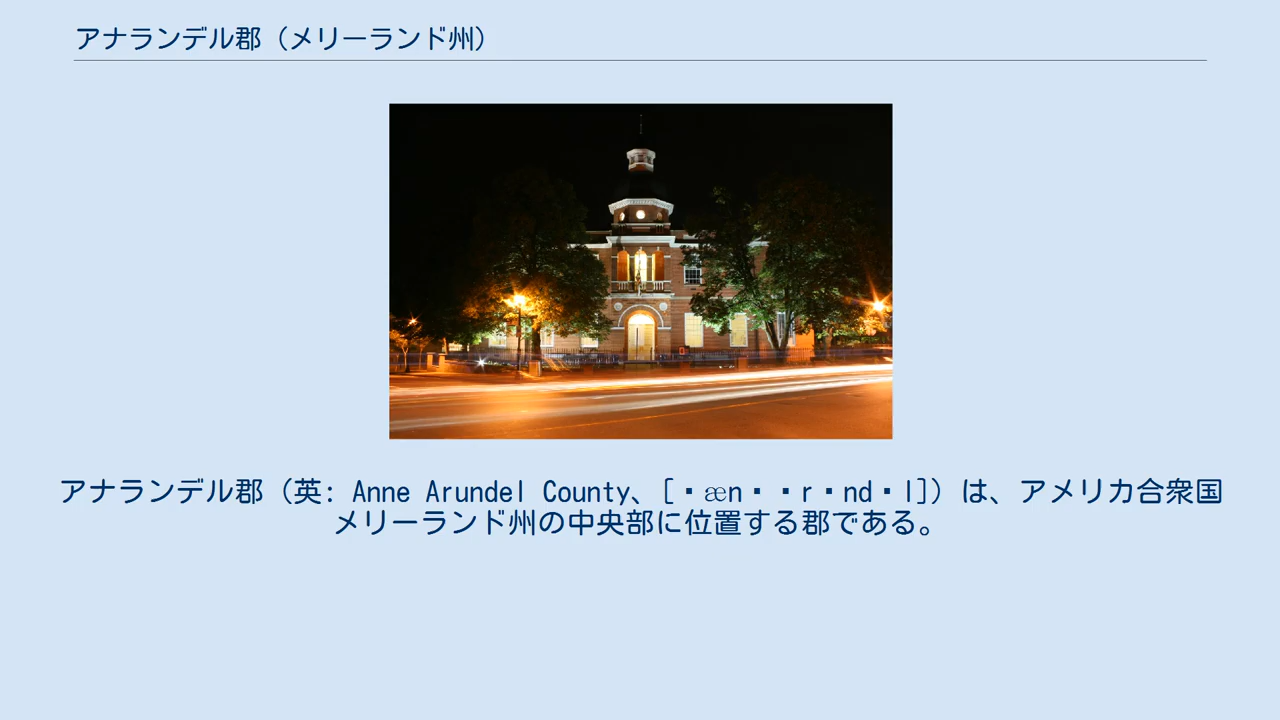 アナランデル郡（メリーランド州）
アナランデル郡（英: Anne Arundel County、[▪æn▪▪r▪nd▪l]）は、アメリカ合衆国
メリーランド州の中央部に位置する郡である。